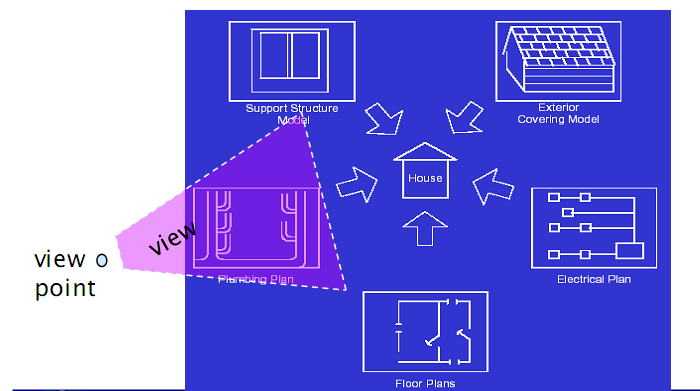 Support Structure
Model
Exterior
Covering Model
House
view
view
point
Plumbing Plan
Electrical Plan
Floor Plans